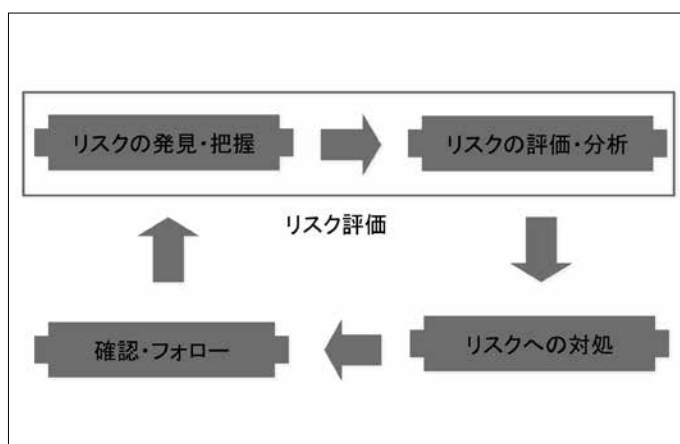 リスクの発見・把握
リスクの評価・分析
リスク評価
確認・フォロー
リスクへの対処